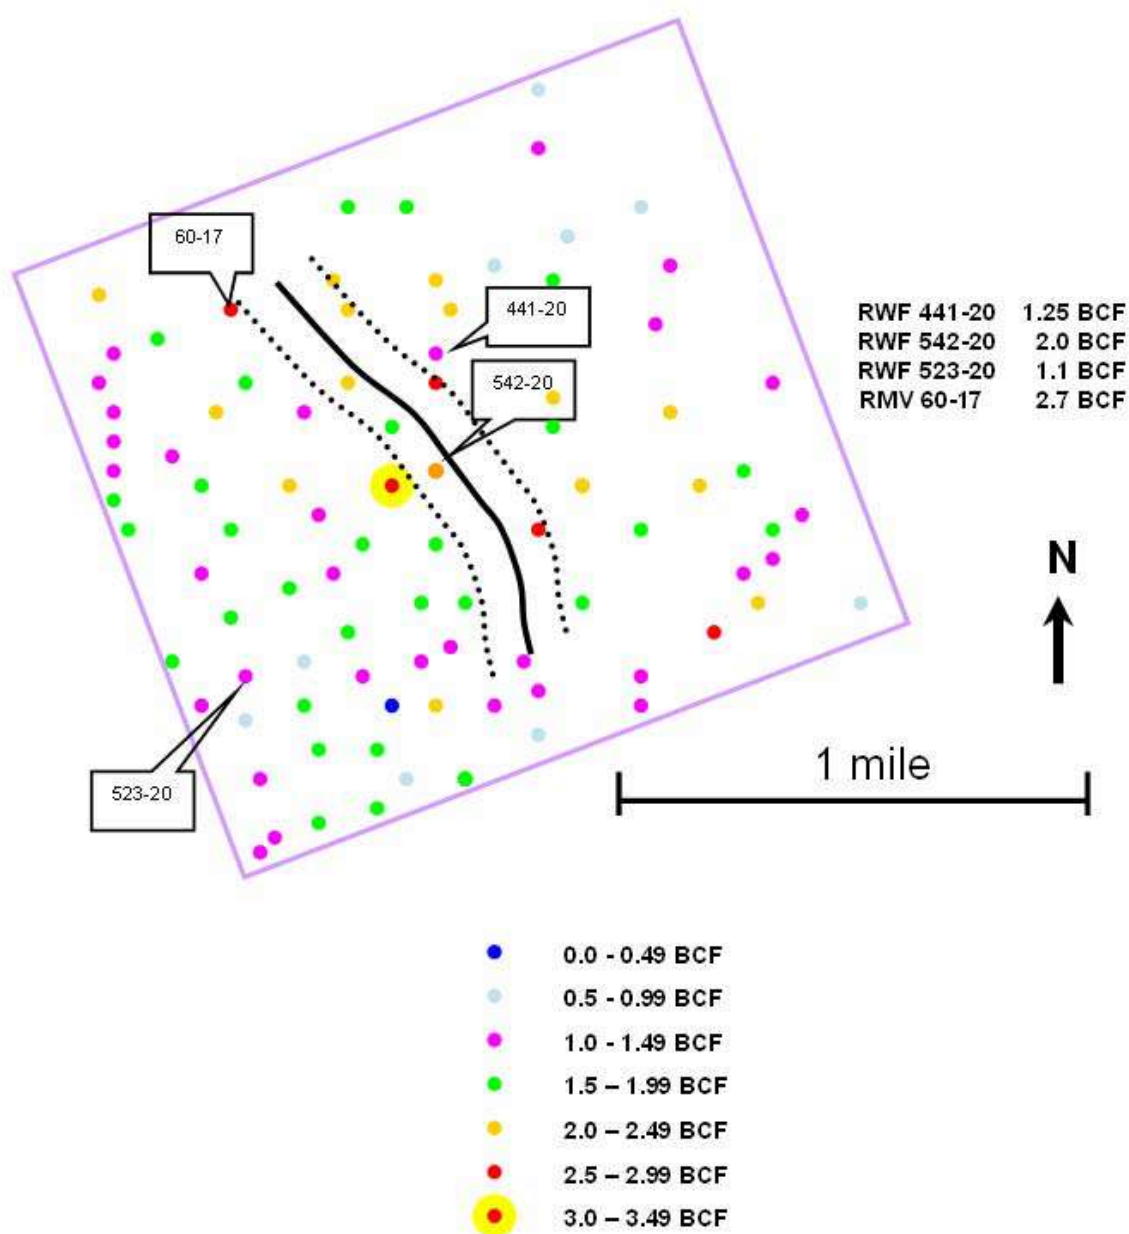 60-17
441-20
542-20
RWF 441-20 1.25 BCF
RWF 542-20 2.0 BCF
RWF 523-20 1.1 BCF
RMV 60-17 2.7 BCF
N
1 mile
523-20
0.0 - 0.49 BCF
0.5 - 0.99 BCF
1.0 - 1.49 BCF
1.5 – 1.99 BCF
2.0 – 2.49 BCF
2.5 – 2.99 BCF
3.0 – 3.49 BCF